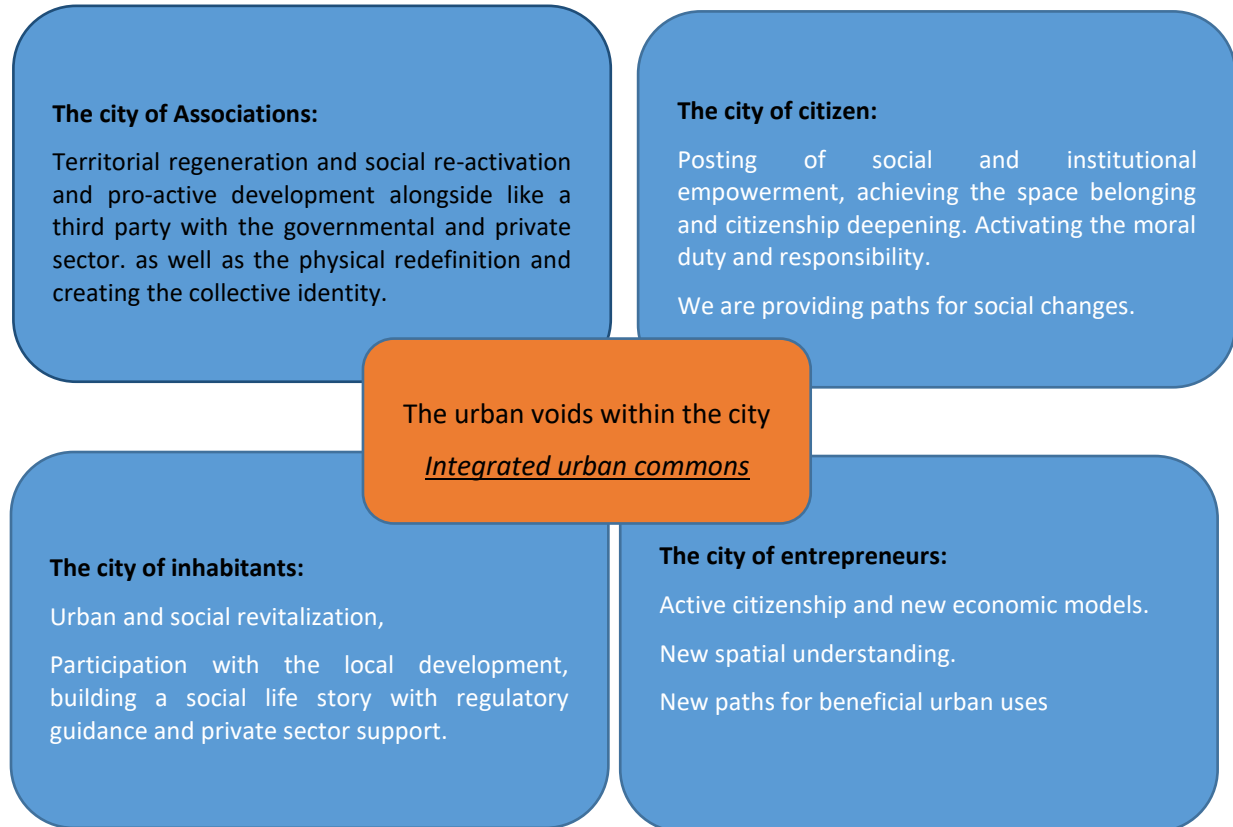 The city of Associations:
Territorial regeneration and social re-activation
and pro-active development alongside like a
third party with the governmental and private
sector. as well as the physical redefinition and
creating the collective identity.
The city of citizen:
Posting of social and institutional
empowerment, achieving the space belonging
and citizenship deepening. Activating the moral
duty and responsibility.
We are providing paths for social changes.
The urban voids within the city
Integrated urban commons
The city of inhabitants:
Urban and social revitalization,
Participation with the local development,
building a social life story with regulatory
guidance and private sector support.
The city of entrepreneurs:
Active citizenship and new economic models.
New spatial understanding.
New paths for beneficial urban uses